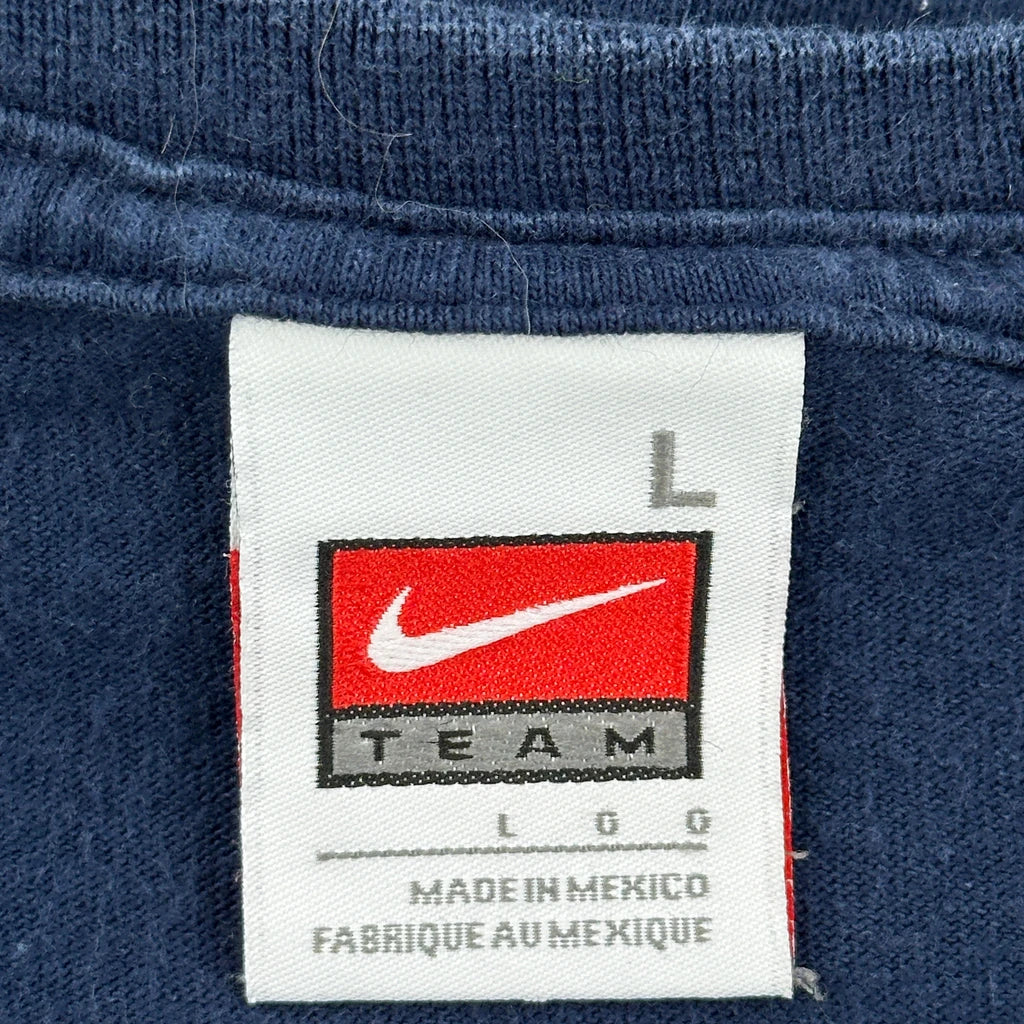 L
TEAM
L G G
MADE IN MEXICO
FABRIQUE AU MEXIQUE